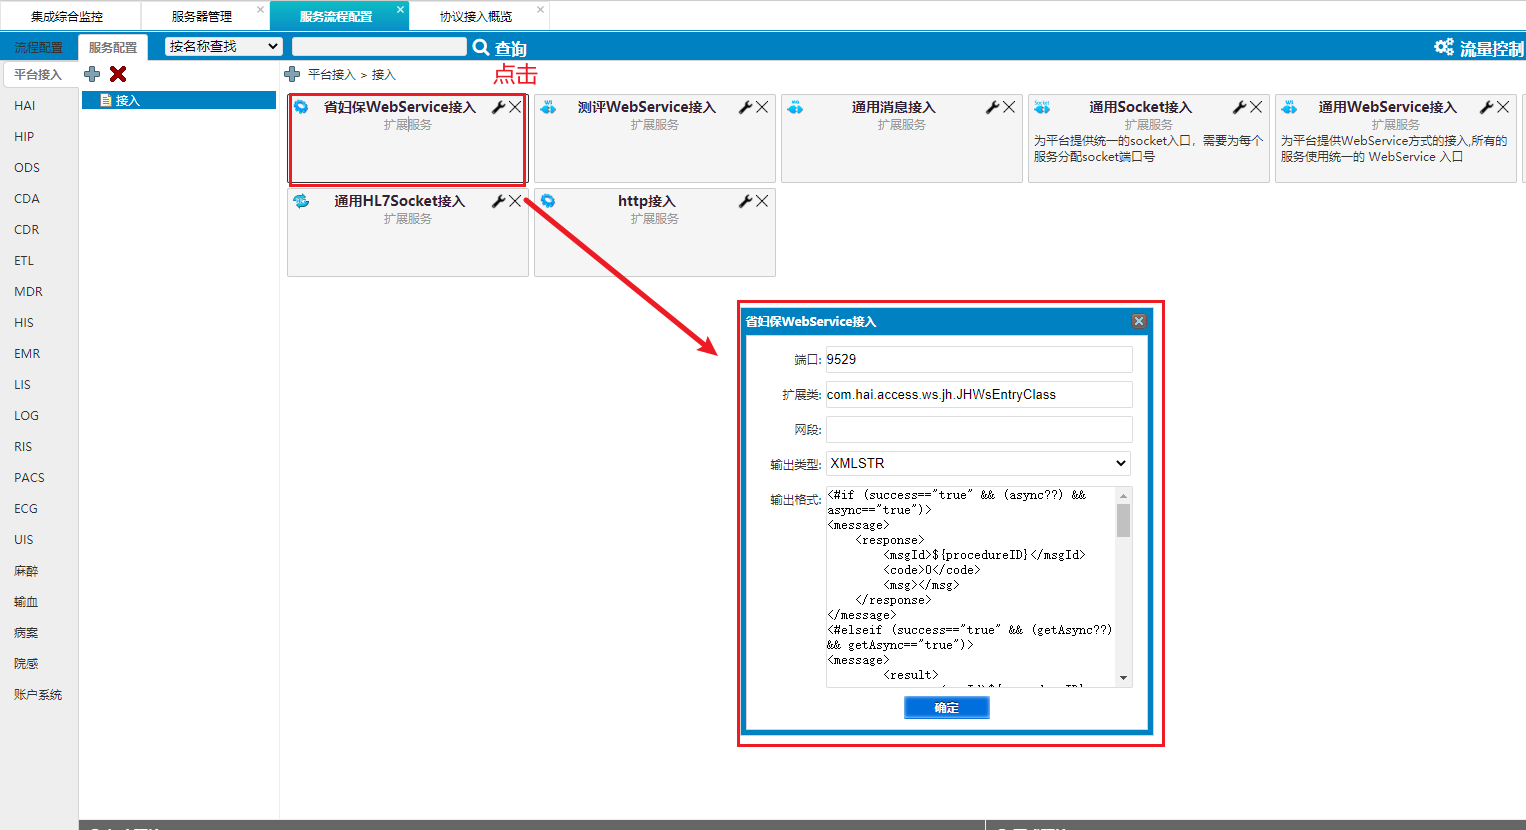 集成综合监控
服务器管理
服务流程配置
协议接入概览
流程配置
服务配置
按名称查找
查询
流量控制
点击
平台接入
HAI
HIP
ODS
CDA
CDR
ETL
MDR
HIS
EMR
LIS
LOG
RIS
PACS
ECG
UIS
麻醉
输血
病案
院感
账户系统
接入
平台接入 > 接入
省妇保WebService接入
扩展服务
测评WebService接入
扩展服务
通用消息接入
扩展服务
通用Socket接入
扩展服务
为平台提供统一的socket入口，需要为每个
服务分配socket端口号
通用WebService接入
扩展服务
为平台提供WebService方式的接入,所有的
服务使用统一的 WebService 入口
通用HL7Socket接入
扩展服务
http接入
扩展服务
省妇保WebService接入
端口: 9529
扩展类: com.hai.access.ws.jh.JHWsEntryClass
网段:
输出类型: XMLSTR
输出格式: <#if (success=="true" && (async??) &&
async=="true")>
<message>
<response>
<msgId>${procedureID}</msgId>
<code>0</code>
<msg></msg>
</response>
</message>
<#elseif (success=="true" && (getAsync??)
&& getAsync=="true")>
<message>
<result>
确定